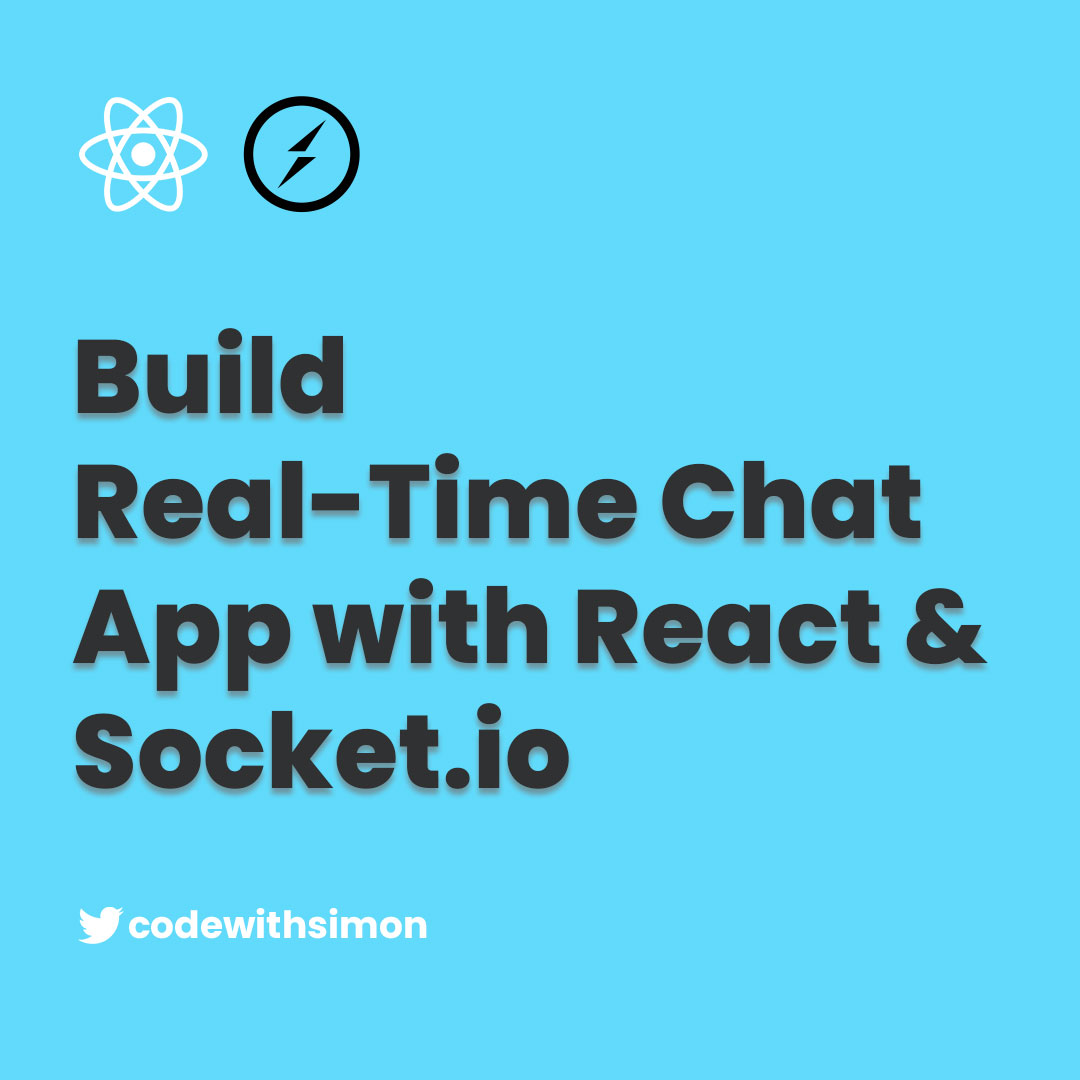 Build
Real-Time Chat
App with React &
Socket.io
codewithsimon